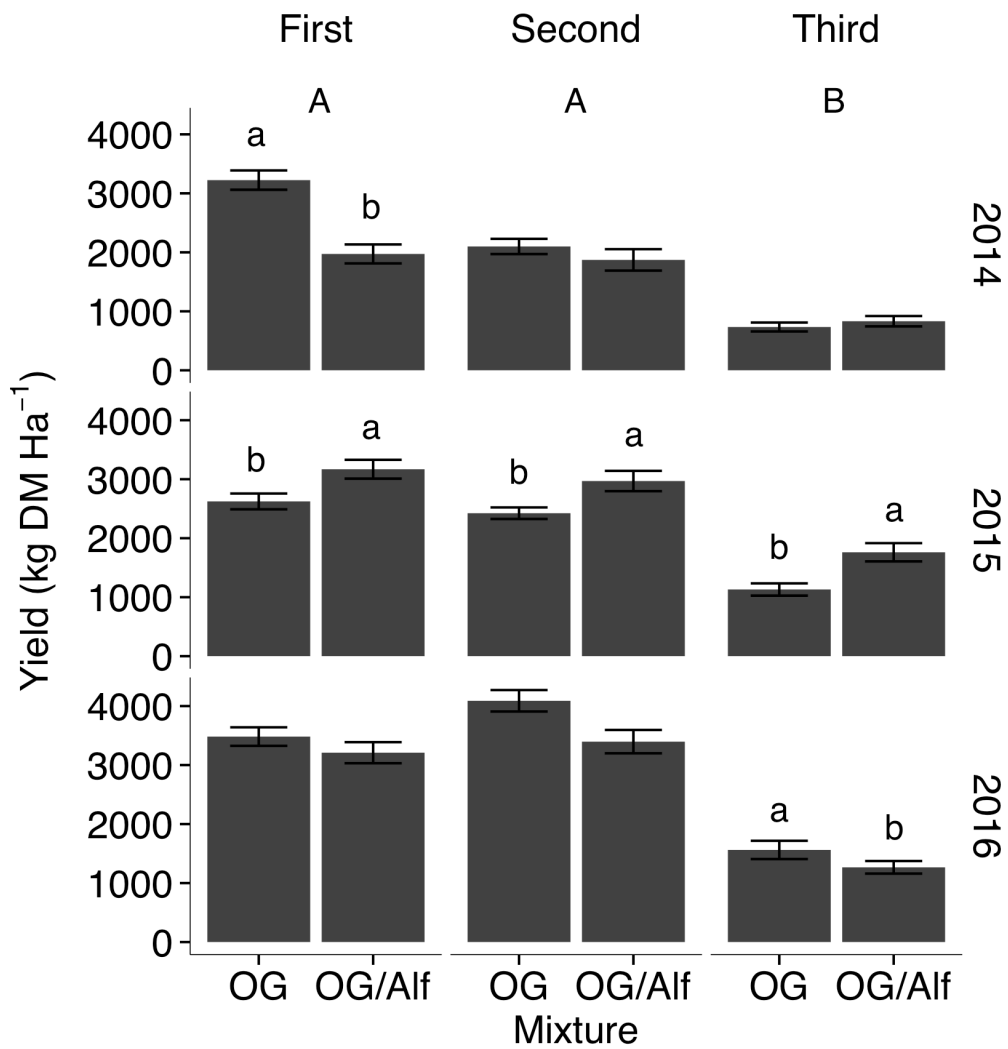 First Second Third
A A B
4000 a
3000
b
2000
1000
0
2014
4000
a a
b b
3000
a
2000
b
1000
0
2015
4000
3000
2000
a b
1000
0
2016
OG OG/Alf OG OG/Alf OG OG/Alf
Mixture
Yield (kg DM Ha⁻¹)